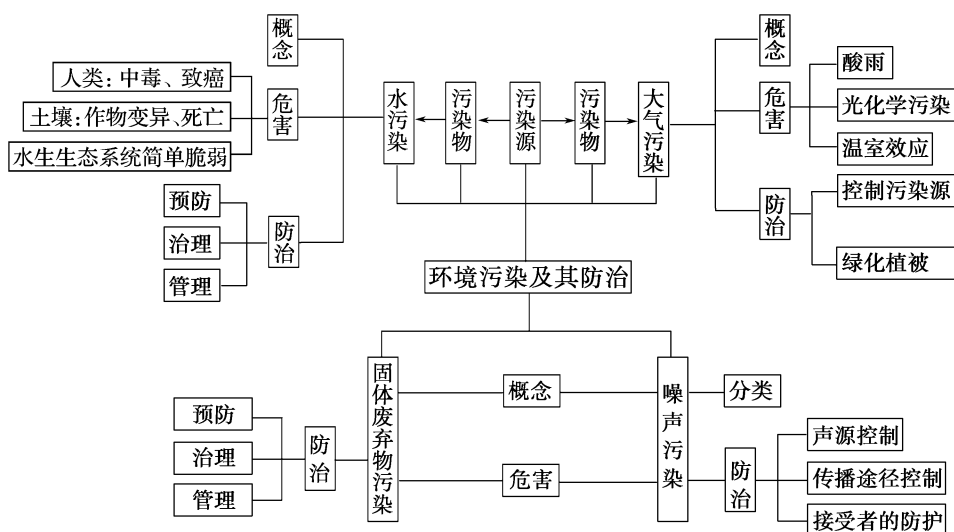 概念
人类：中毒、致癌
土壤：作物变异、死亡
水生生态系统简单脆弱
危害
预防
治理
管理
防治
水污染
污染物
污染源
污染物
大气污染
概念
危害
酸雨
光化学污染
温室效应
防治
控制污染源
绿化植被
环境污染及其防治
固体废弃物污染
概念
危害
噪声污染
分类
预防
治理
管理
防治
防治
声源控制
传播途径控制
接受者的防护